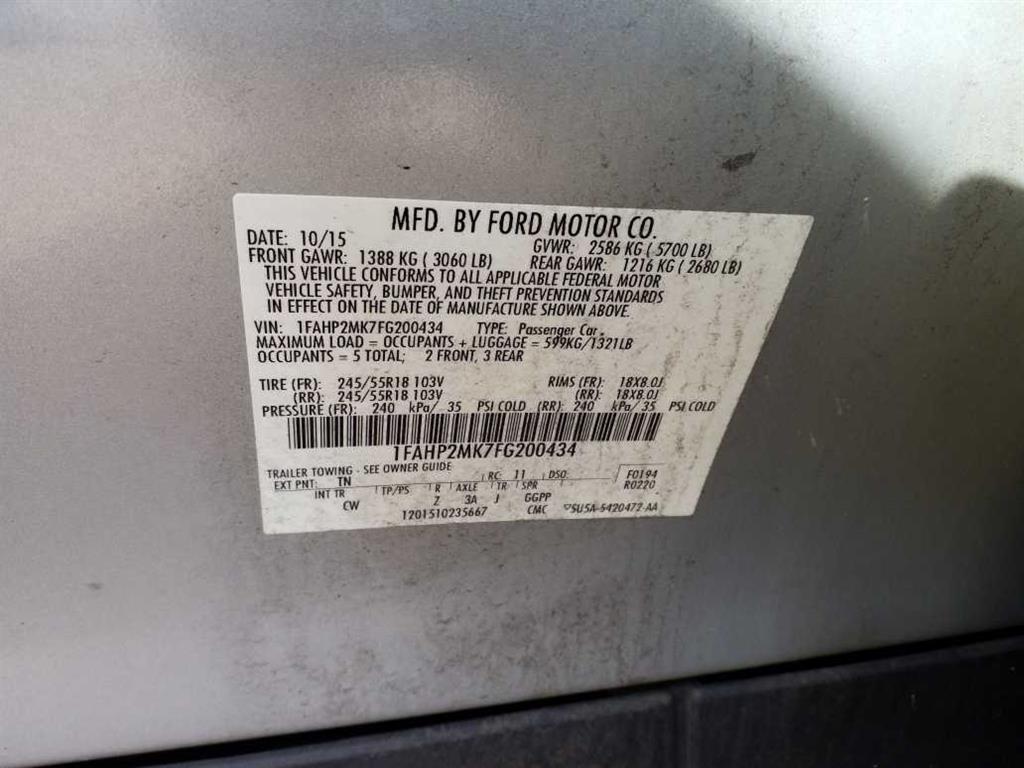 MFD. BY FORD MOTOR CO.
DATE: 10/15 GVWR: 2586 KG ( 5700 LB)
FRONT GAWR: 1388 KG ( 3060 LB) REAR GAWR: 1216 KG ( 2680 LB)
THIS VEHICLE CONFORMS TO ALL APPLICABLE FEDERAL MOTOR
VEHICLE SAFETY, BUMPER, AND THEFT PREVENTION STANDARDS
IN EFFECT ON THE DATE OF MANUFACTURE SHOWN ABOVE.
VIN: 1FAHP2MK7FG200434 TYPE: Passenger Car
MAXIMUM LOAD = OCCUPANTS + LUGGAGE = 599KG/1321LB
OCCUPANTS = 5 TOTAL; 2 FRONT, 3 REAR
TIRE (FR): 245/55R18 103V RIMS (FR): 18X8.0J
(RR): 245/55R18 103V (RR): 18X8.0J
PRESSURE (FR): 240 kPa/35 PSI COLD (RR): 240 kPa/35 PSI COLD
1FAHP2MK7FG200434
TRAILER TOWING - SEE OWNER GUIDE
EXT PNT: TN RC: 11 DSO: F0194
R0220
INT TR TP/PS R AXLE TR SPR
CW Z 3A J GGPP
1201510235667 CMC SU5A-5420472-AA